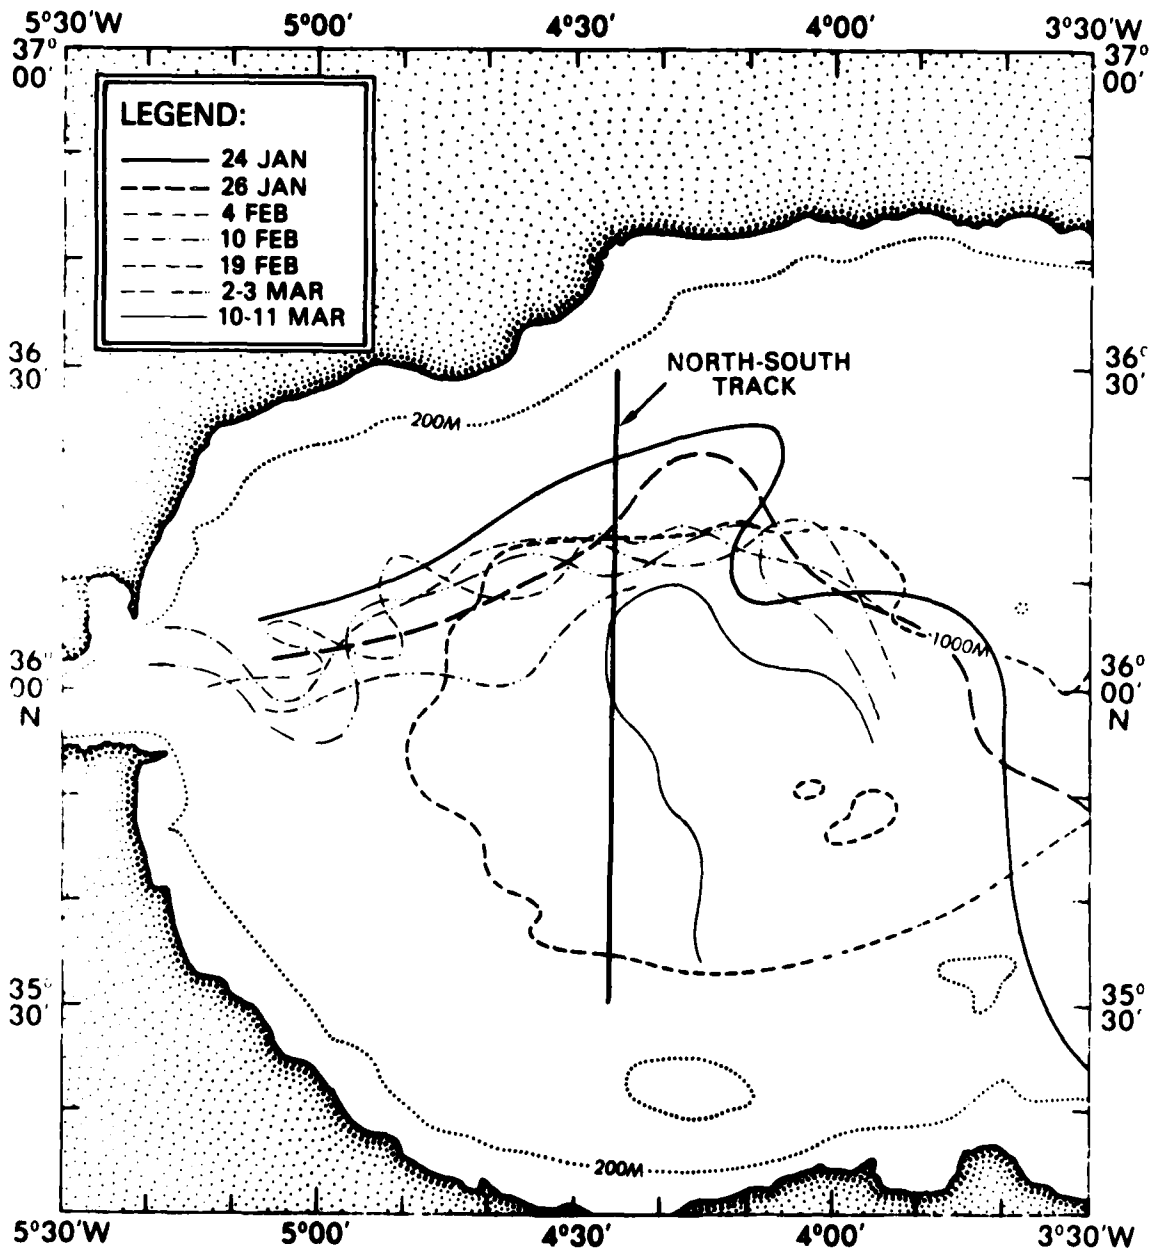 5°30'W 5°00' 4°30' 4°00' 3°30'W
37°
00'
37°
00'
LEGEND:
24 JAN
26 JAN
4 FEB
10 FEB
19 FEB
2-3 MAR
10-11 MAR
36
30'
36°
30'
NORTH-SOUTH
TRACK
200M
1000M
36°
00'
N
36°
00'
N
35°
30'
35°
30'
200M
5°30'W 5°00' 4°30' 4°00' 3°30'W